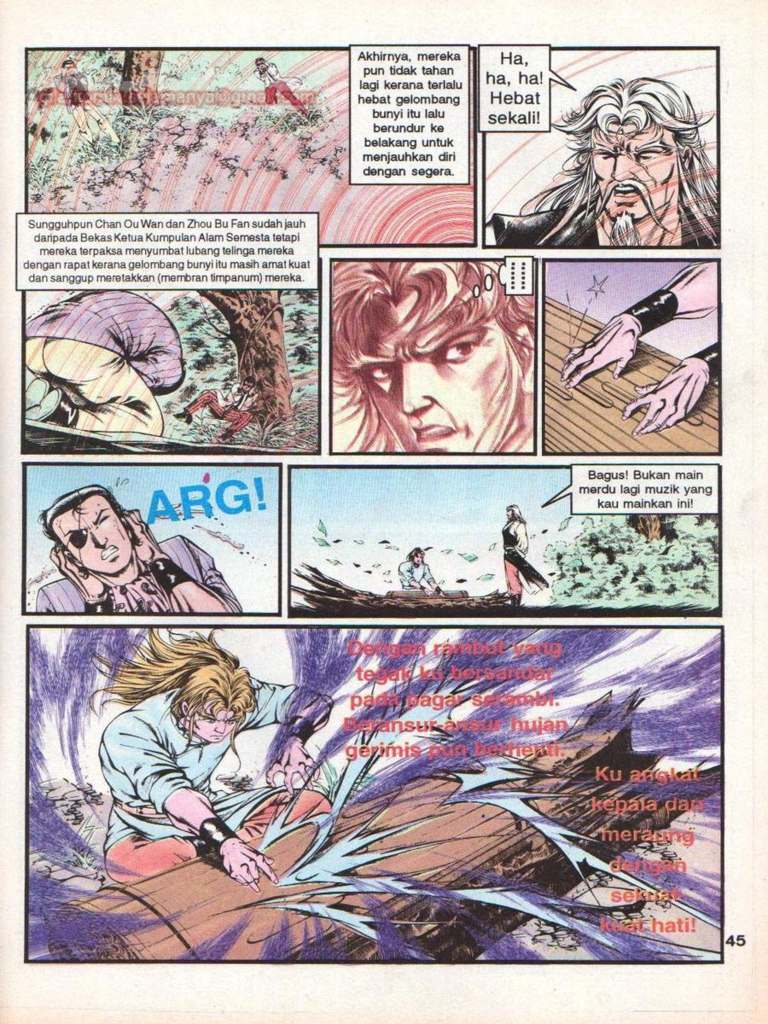 Akhirnya, mereka
pun tidak tahan
lagi kerana terlalu
hebat gelombang
bunyi itu lalu
berundur ke
belakang untuk
menjauhkan diri
dengan segera.
Ha,
ha, ha!
Hebat
sekali!
Sungguhpun Chan Ou Wan dan Zhou Bu Fan sudah jauh
daripada Bekas Ketua Kumpulan Alam Semesta tetapi
mereka terpaksa menyumbat lubang telinga mereka
dengan rapat kerana gelombang bunyi itu masih amat kuat
dan sanggup meretakkan (membran timpanum) mereka.
ARG!
Bagus! Bukan main
merdu lagi muzik yang
kau mainkan ini!
Dengan rambut yang
tegak ku bersandar
pada pagar serambi.
Beransur-ansur hujan
gerimis pun berhenti.
Ku angkat
kepala dan
meraung
dengan
sekuat-
kuat hati!
45